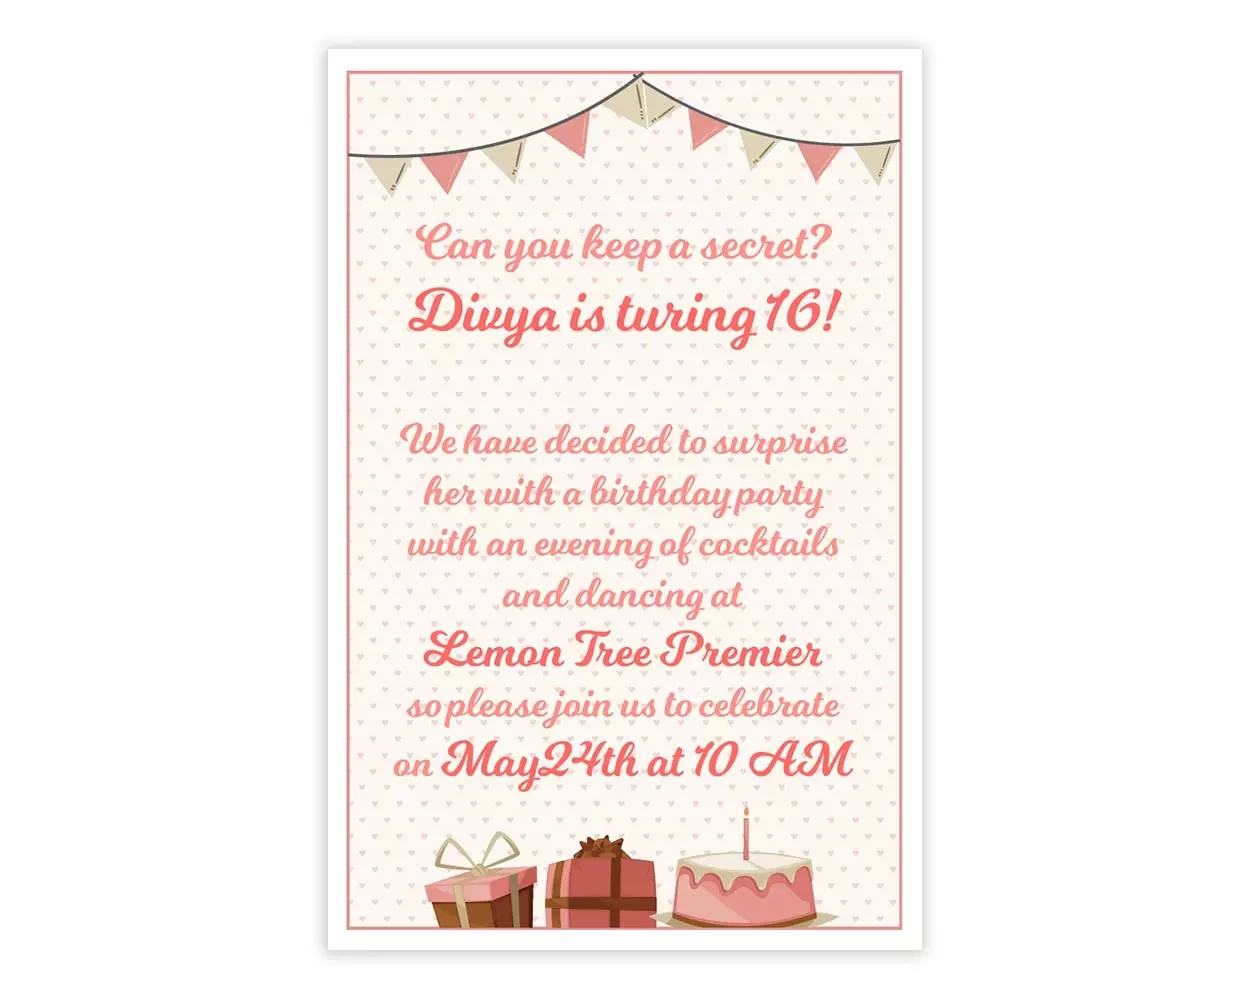 Can you keep a secret?
Divya is turing 16!
We have decided to surprise
her with a birthday party
with an evening of cocktails
and dancing at
Lemon Tree Premier
so please join us to celebrate
on May24th at 10 AM